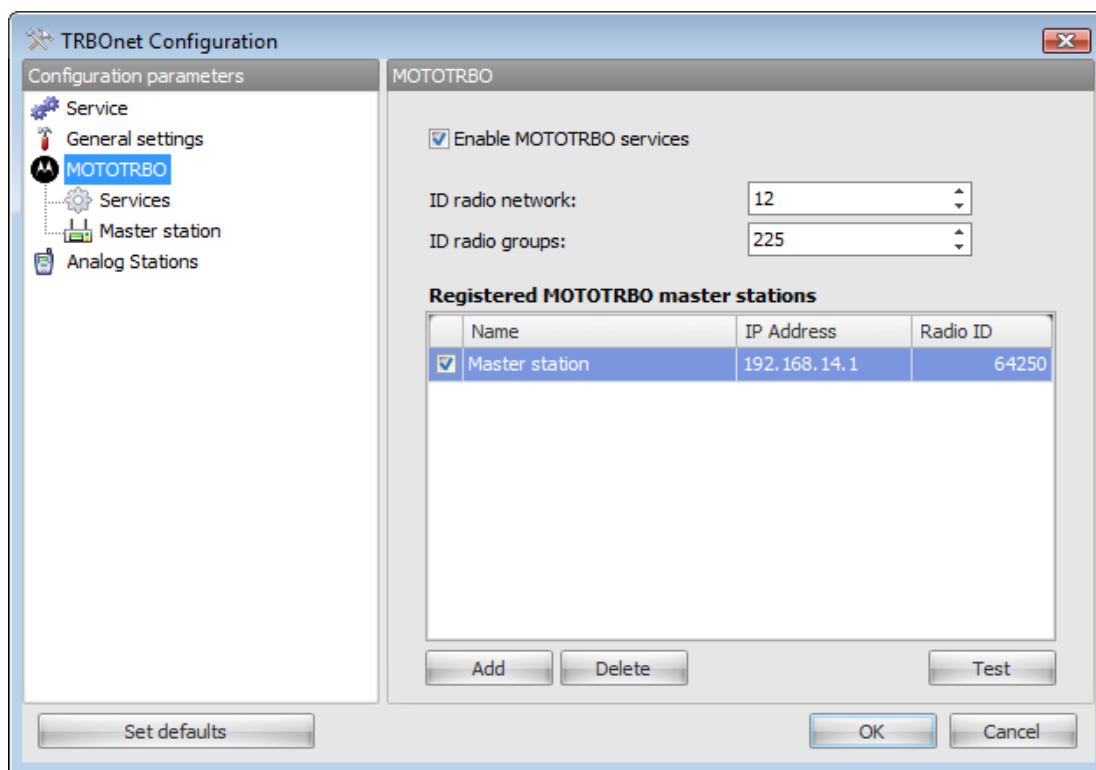 TRBOnet Configuration
Configuration parameters
Service
General settings
MOTOTRBO
Services
Master station
Analog Stations
MOTOTRBO
Enable MOTOTRBO services
ID radio network: 12
ID radio groups: 225
Registered MOTOTRBO master stations
Name IP Address Radio ID
Master station 192.168.14.1 64250
Add Delete Test
Set defaults OK Cancel